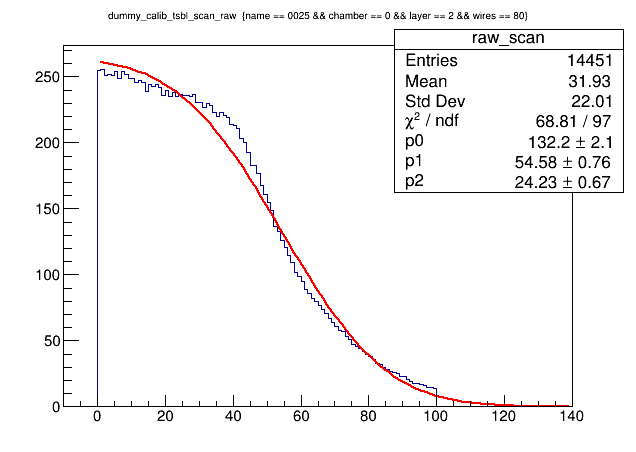 dummy_calib_tsbl_scan_raw {name == 0025 && chamber == 0 && layer == 2 && wires == 80}
raw_scan
Entries 14451
Mean 31.93
Std Dev 22.01
χ² / ndf 68.81 / 97
p0 132.2 ± 2.1
p1 54.58 ± 0.76
p2 24.23 ± 0.67
250
200
150
100
50
0
0 20 40 60 80 100 120 140